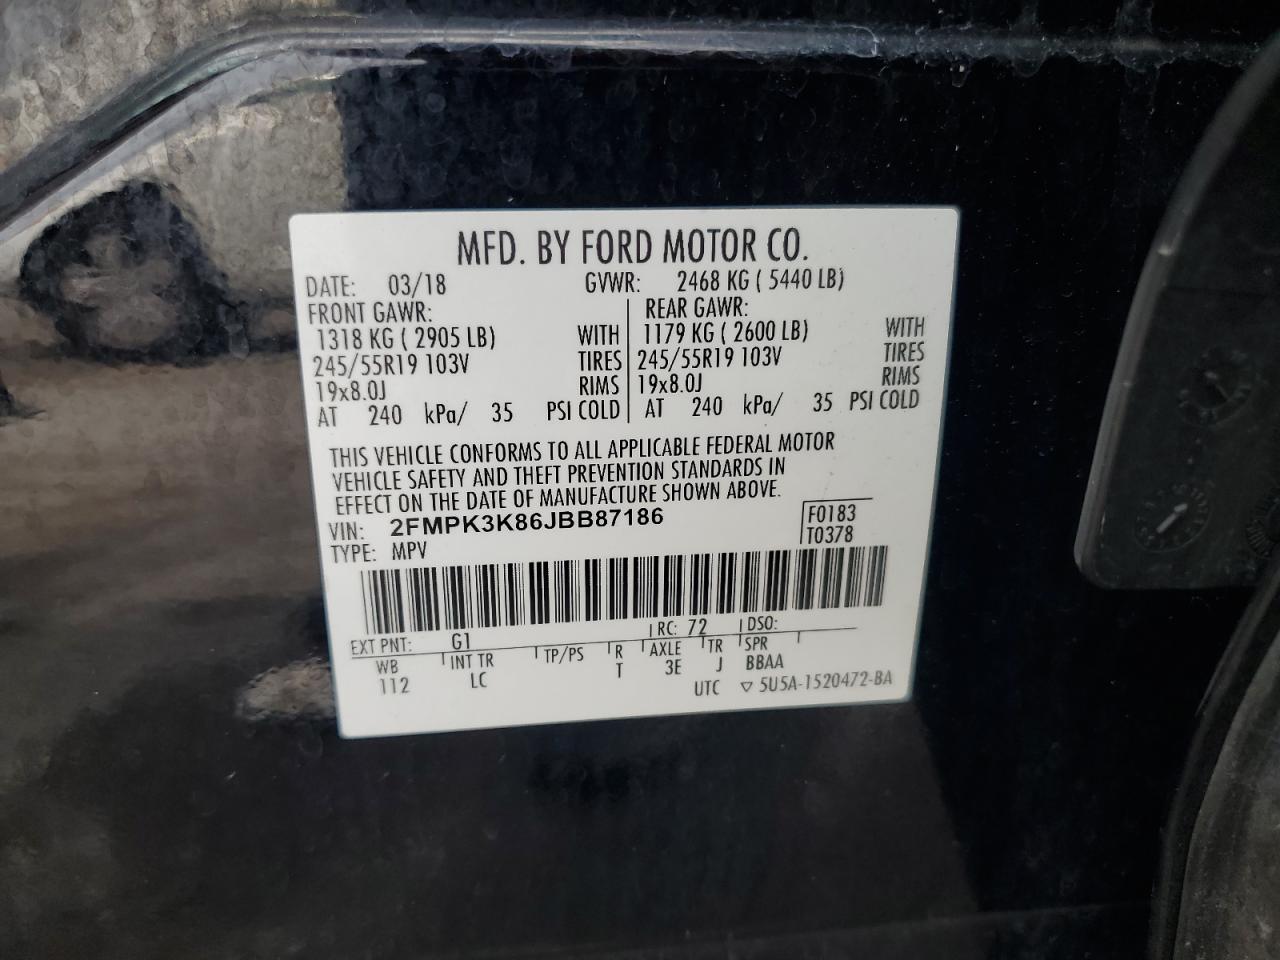 MFD. BY FORD MOTOR CO.
DATE: 03/18 GVWR: 2468 KG ( 5440 LB)
FRONT GAWR: REAR GAWR:
1318 KG ( 2905 LB) WITH 1179 KG ( 2600 LB) WITH
245/55R19 103V TIRES 245/55R19 103V TIRES
19x8.0J RIMS 19x8.0J RIMS
AT 240 kPa/ 35 PSI COLD AT 240 kPa/ 35 PSI COLD
THIS VEHICLE CONFORMS TO ALL APPLICABLE FEDERAL MOTOR
VEHICLE SAFETY AND THEFT PREVENTION STANDARDS IN
EFFECT ON THE DATE OF MANUFACTURE SHOWN ABOVE.
VIN: 2FMPK3K86JBB87186 F0183
TYPE: MPV T0378
EXT PNT: G1 RC: 72 DSO:
WB INT TR TP/PS R AXLE TR SPR
112 LC T 3E J BBAA
UTC ▽ 5U5A-1520472-BA